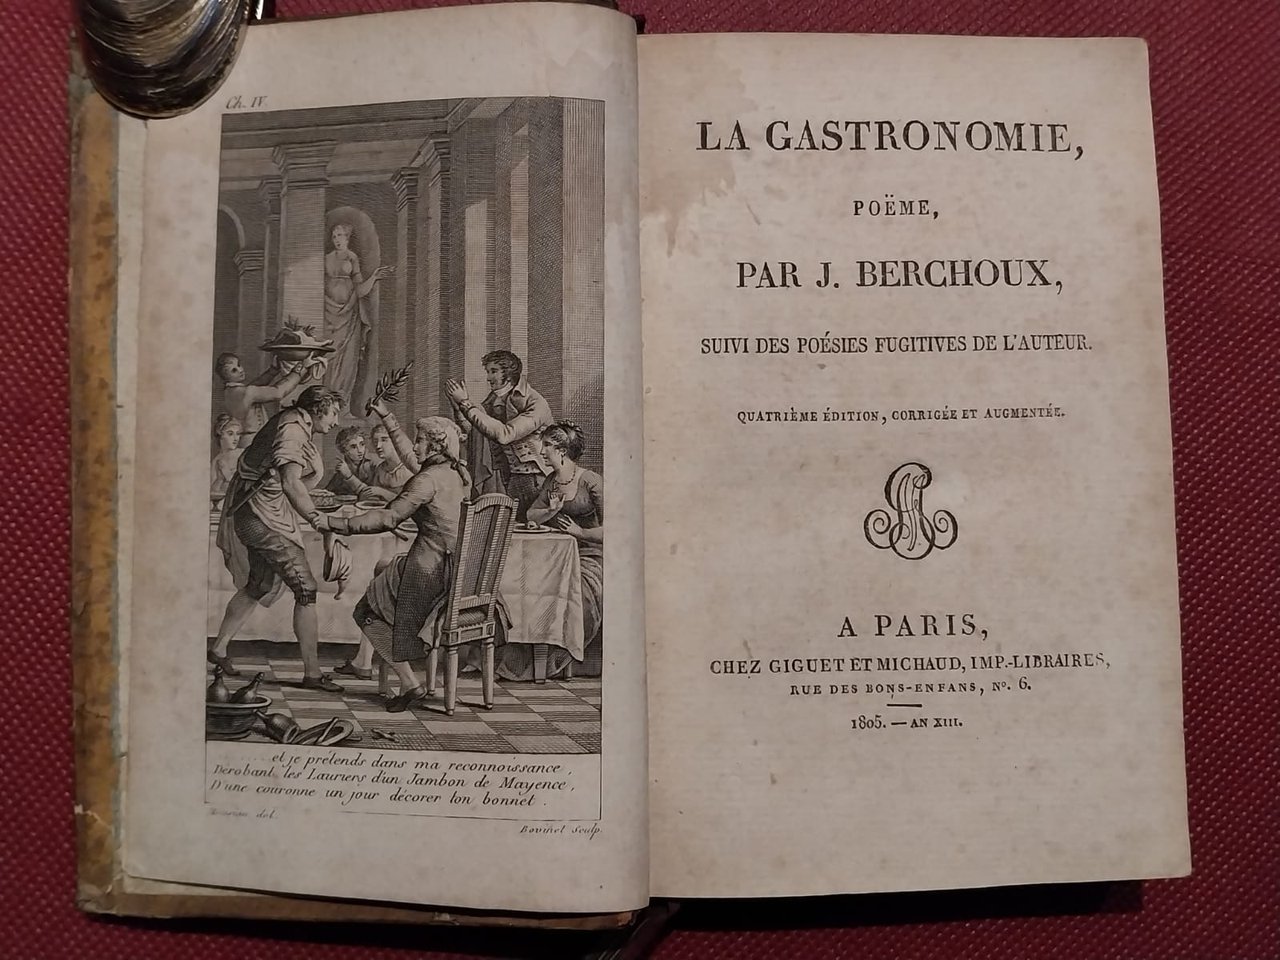 Ch. IV.
et je prétends dans ma reconnoissance,
Dérobant les Lauriers d'un Jambon de Mayence,
D'une couronne un jour décorer ton bonnet.
del.
Bovinet Sculp.
LA GASTRONOMIE,
POËME,
PAR J. BERCHOUX,
SUIVI DES POÉSIES FUGITIVES DE L'AUTEUR.
QUATRIÈME ÉDITION, CORRIGÉE ET AUGMENTÉE.
A PARIS,
CHEZ GIGUET ET MICHAUD, IMP.-LIBRAIRES,
RUE DES BONS-ENFANS, N°. 6.
1805. — AN XIII.